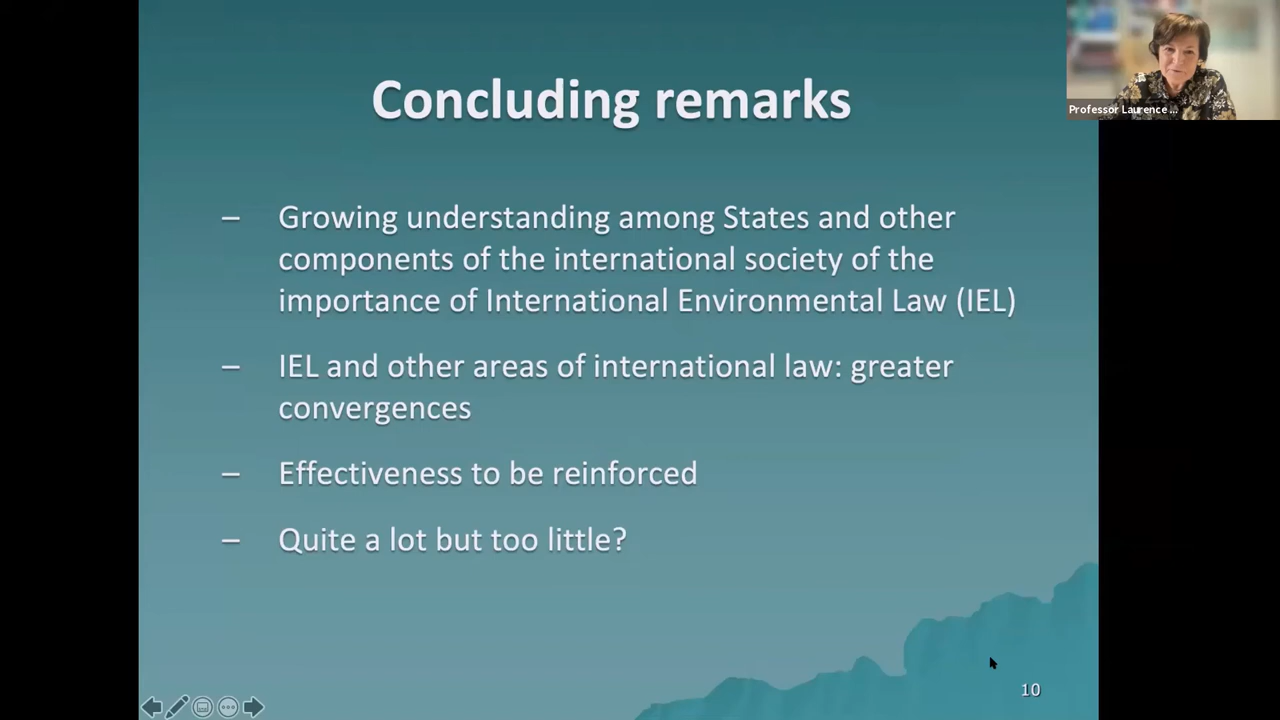 Concluding remarks
Professor Laurence ...
– Growing understanding among States and other
components of the international society of the
importance of International Environmental Law (IEL)
– IEL and other areas of international law: greater
convergences
– Effectiveness to be reinforced
– Quite a lot but too little?
10